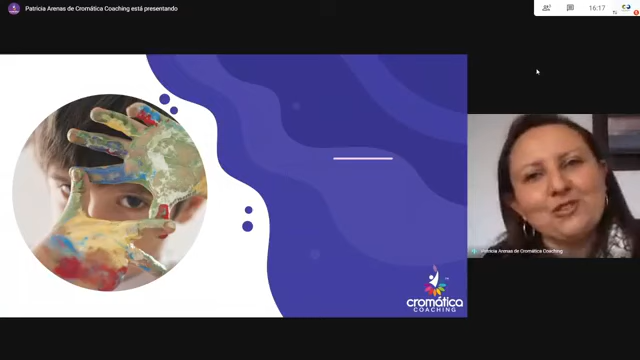 Patricia Arenas de Cromática Coaching está presentando
16:17
Patricia Arenas de Cromática Coaching
cromática
COACHING